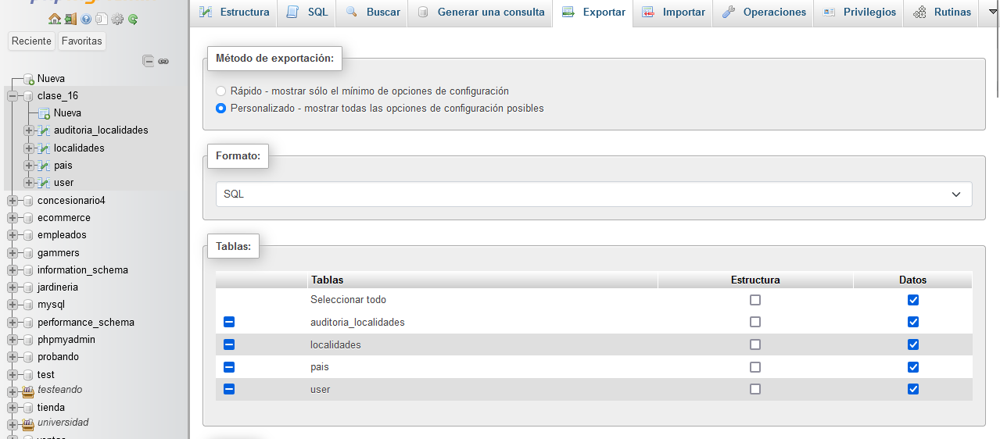 Reciente Favoritas
Nueva
clase_16
Nueva
auditoria_localidades
localidades
pais
user
concesionario4
ecommerce
empleados
gammers
information_schema
jardineria
mysql
performance_schema
phpmyadmin
probando
test
testeando
tienda
universidad
Estructura SQL Buscar Generar una consulta Exportar Importar Operaciones Privilegios Rutinas
Método de exportación:
Rápido - mostrar sólo el mínimo de opciones de configuración
Personalizado - mostrar todas las opciones de configuración posibles
Formato:
SQL
Tablas:
Tablas Estructura Datos
Seleccionar todo
auditoria_localidades
localidades
pais
user